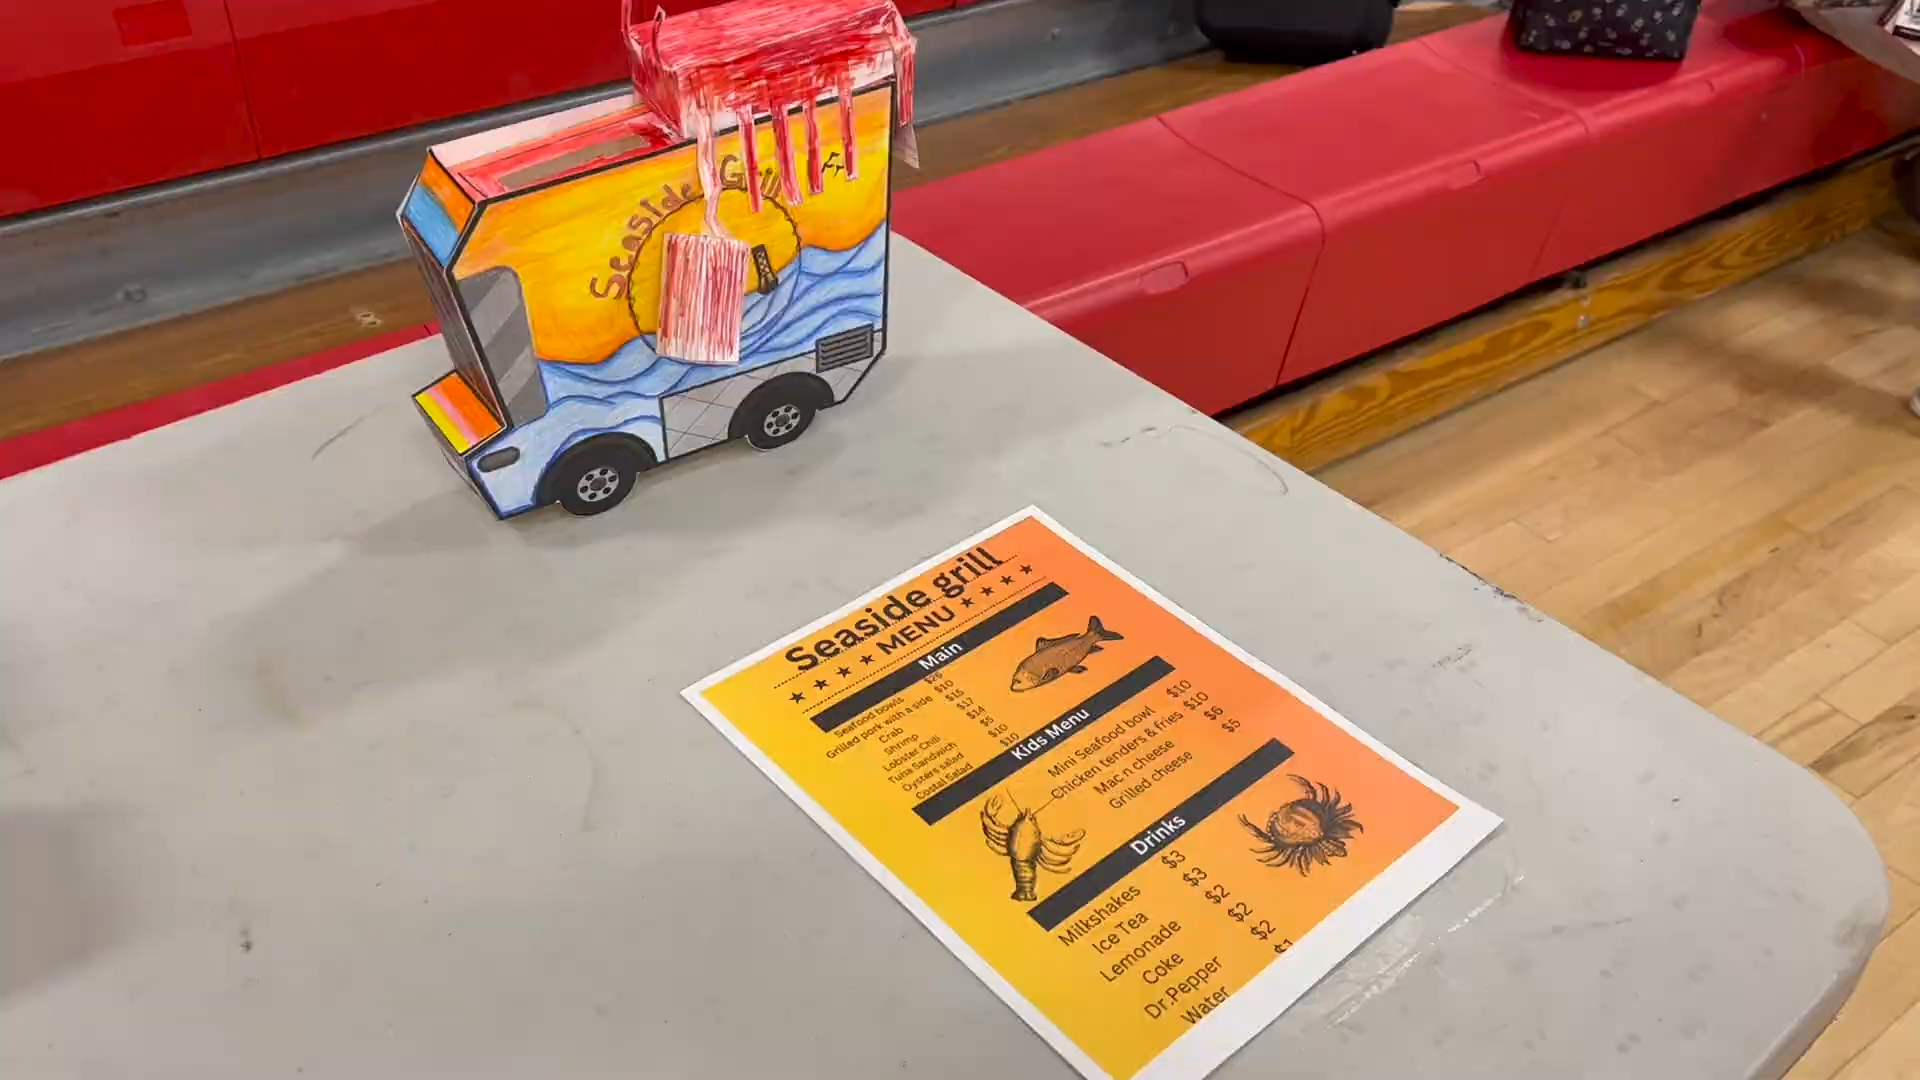 Seaside Grill
Seaside grill
MENU
Main
Seafood bowls $25
Grilled pork with a side $10
Crab $15
Shrimp $17
Lobster Chili $14
Tuna Sandwich $5
Oysters salad $10
Costal Salad $10
Kids Menu
Mini Seafood bowl $10
Chicken tenders & fries $10
Mac n cheese $6
Grilled cheese $5
Drinks
Milkshakes $3
Ice Tea $3
Lemonade $2
Coke $2
Dr.Pepper $2
Water $1